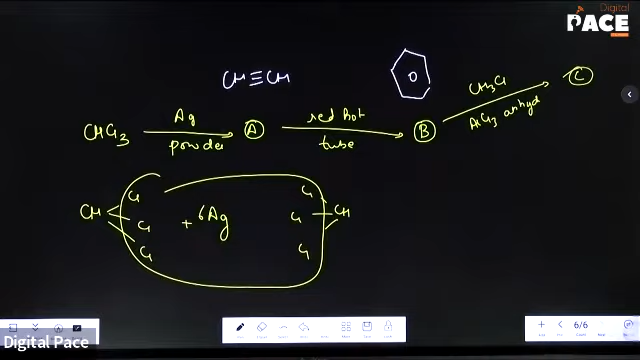 Digital
PACE
CH≡CH
CHCl3 Ag powder A red hot tube B CH3Cl AlCl3 anhyd C
Cl Cl
CH Cl + 6Ag Cl CH
Cl Cl
6/6
Digital Pace